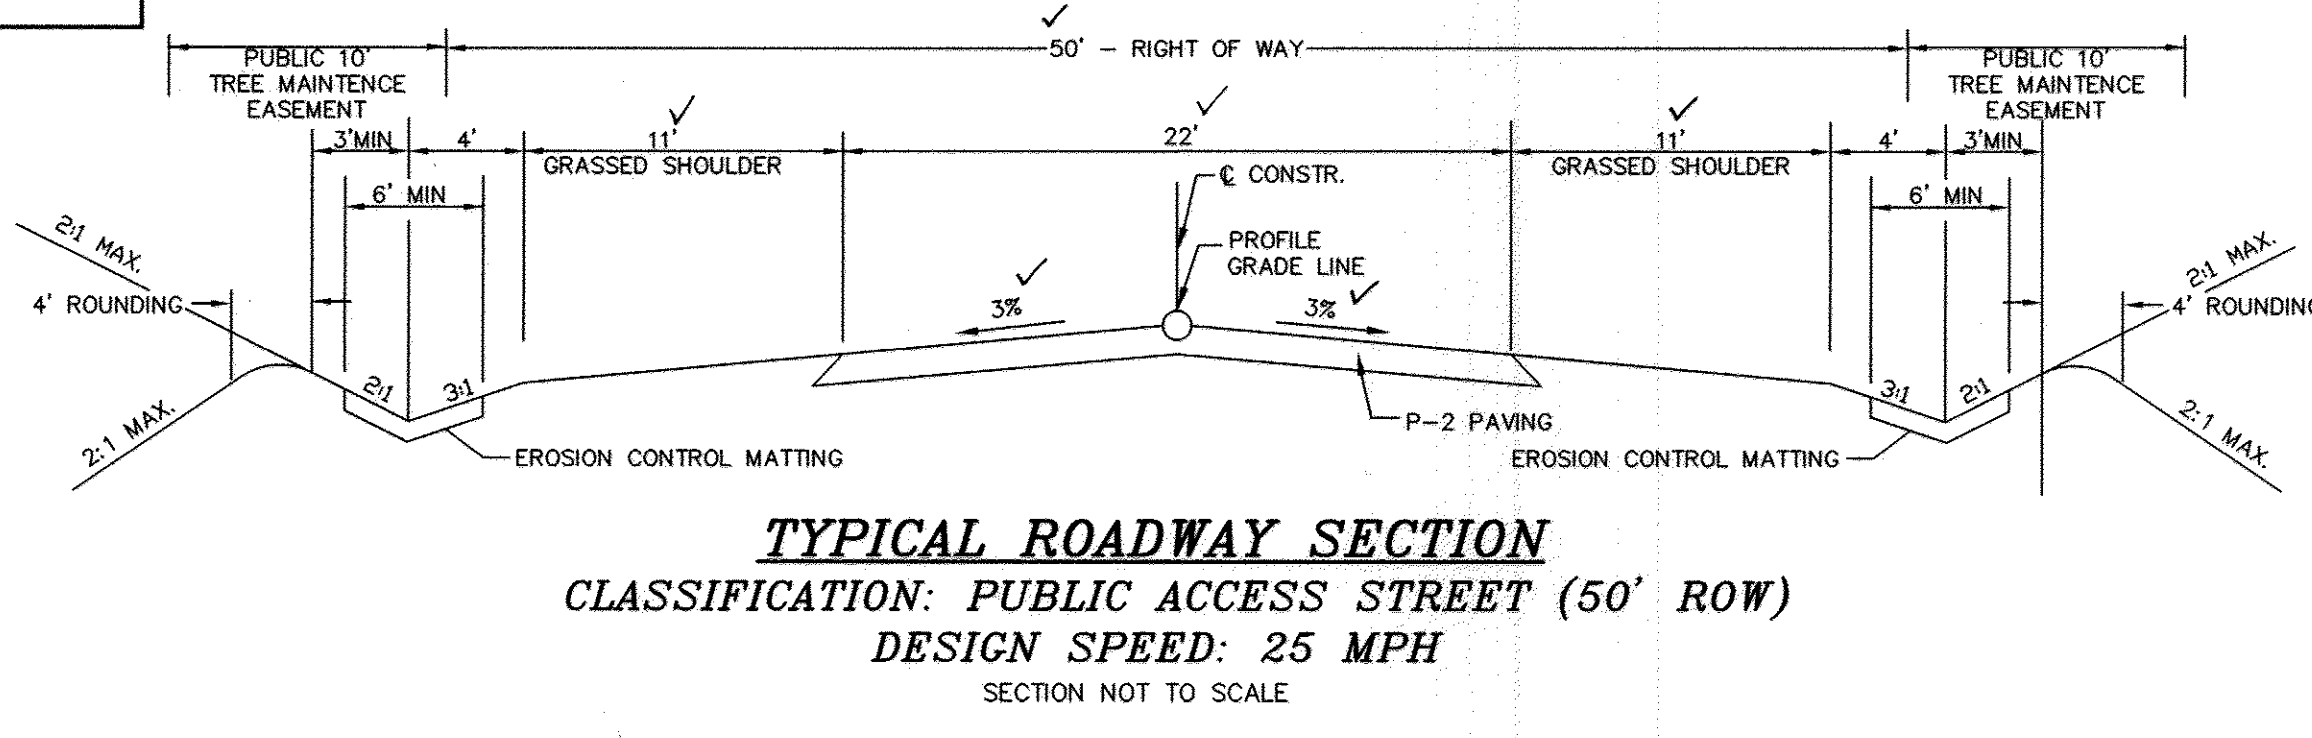 50' - RIGHT OF WAY
PUBLIC 10'
TREE MAINTENCE
EASEMENT
PUBLIC 10'
TREE MAINTENCE
EASEMENT
3'MIN
4'
11'
GRASSED SHOULDER
22'
11'
GRASSED SHOULDER
4'
3'MIN
6' MIN
℄ CONSTR.
6' MIN
2:1 MAX.
PROFILE
GRADE LINE
2:1 MAX.
4' ROUNDING
3%
3%
4' ROUNDING
2:1
3:1
3:1
2:1
2:1 MAX.
P-2 PAVING
2:1 MAX.
EROSION CONTROL MATTING
EROSION CONTROL MATTING
TYPICAL ROADWAY SECTION
CLASSIFICATION: PUBLIC ACCESS STREET (50' ROW)
DESIGN SPEED: 25 MPH
SECTION NOT TO SCALE